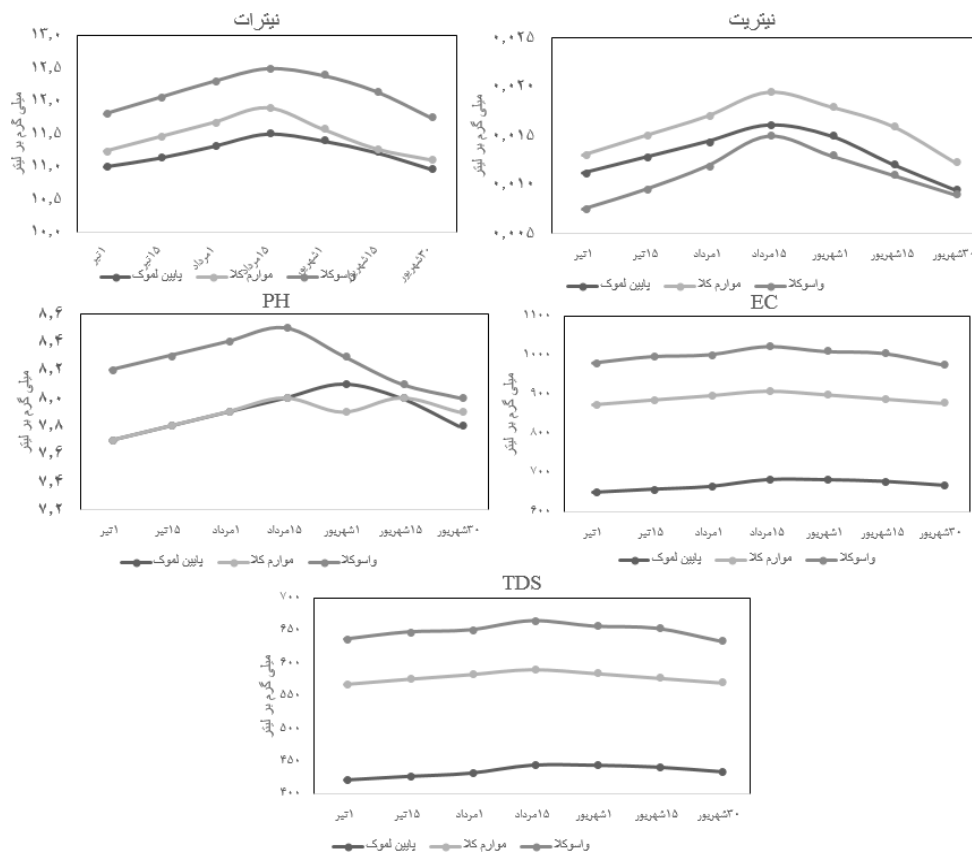 نیترات
میلی گرم بر لیتر
۱۳,۰
۱۲,۵
۱۲,۰
۱۱,۵
۱۱,۰
۱۰,۵
۱۰,۰
۱تیر
۱۵تیر
۱مرداد
۱۵مرداد
۱شهریور
۱۵شهریور
۳۰شهریور
پایین لموک
موارم کلا
واسوکلا
نیتریت
میلی گرم بر لیتر
۰,۰۲۵
۰,۰۲۰
۰,۰۱۵
۰,۰۱۰
۰,۰۰۵
۱تیر
۱۵تیر
۱مرداد
۱۵مرداد
۱شهریور
۱۵شهریور
۳۰شهریور
پایین لموک
موارم کلا
واسوکلا
PH
میلی گرم بر لیتر
۸,۶
۸,۴
۸,۲
۸,۰
۷,۸
۷,۶
۷,۴
۷,۲
۱تیر
۱۵تیر
۱مرداد
۱۵مرداد
۱شهریور
۱۵شهریور
۳۰شهریور
پایین لموک
موارم کلا
واسوکلا
EC
میلی گرم بر لیتر
۱۱۰۰
۱۰۰۰
۹۰۰
۸۰۰
۷۰۰
۶۰۰
۱تیر
۱۵تیر
۱مرداد
۱۵مرداد
۱شهریور
۱۵شهریور
۳۰شهریور
پایین لموک
موارم کلا
واسوکلا
TDS
میلی گرم بر لیتر
۷۰۰
۶۵۰
۶۰۰
۵۵۰
۵۰۰
۴۵۰
۴۰۰
۱تیر
۱۵تیر
۱مرداد
۱۵مرداد
۱شهریور
۱۵شهریور
۳۰شهریور
پایین لموک
موارم کلا
واسوکلا